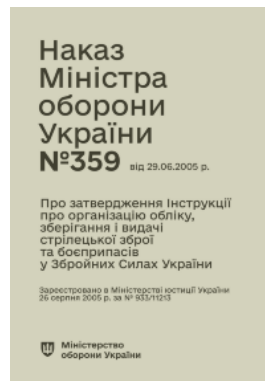 Наказ
Міністра
оборони
України
№359 від 29.06.2005 р.
Про затвердження Інструкції
про організацію обліку,
зберігання і видачі
стрілецької зброї
та боєприпасів
у Збройних Силах України
Зареєстровано в Міністерстві юстиції України
26 серпня 2005 р. за № 933/11213
Міністерство
оборони України